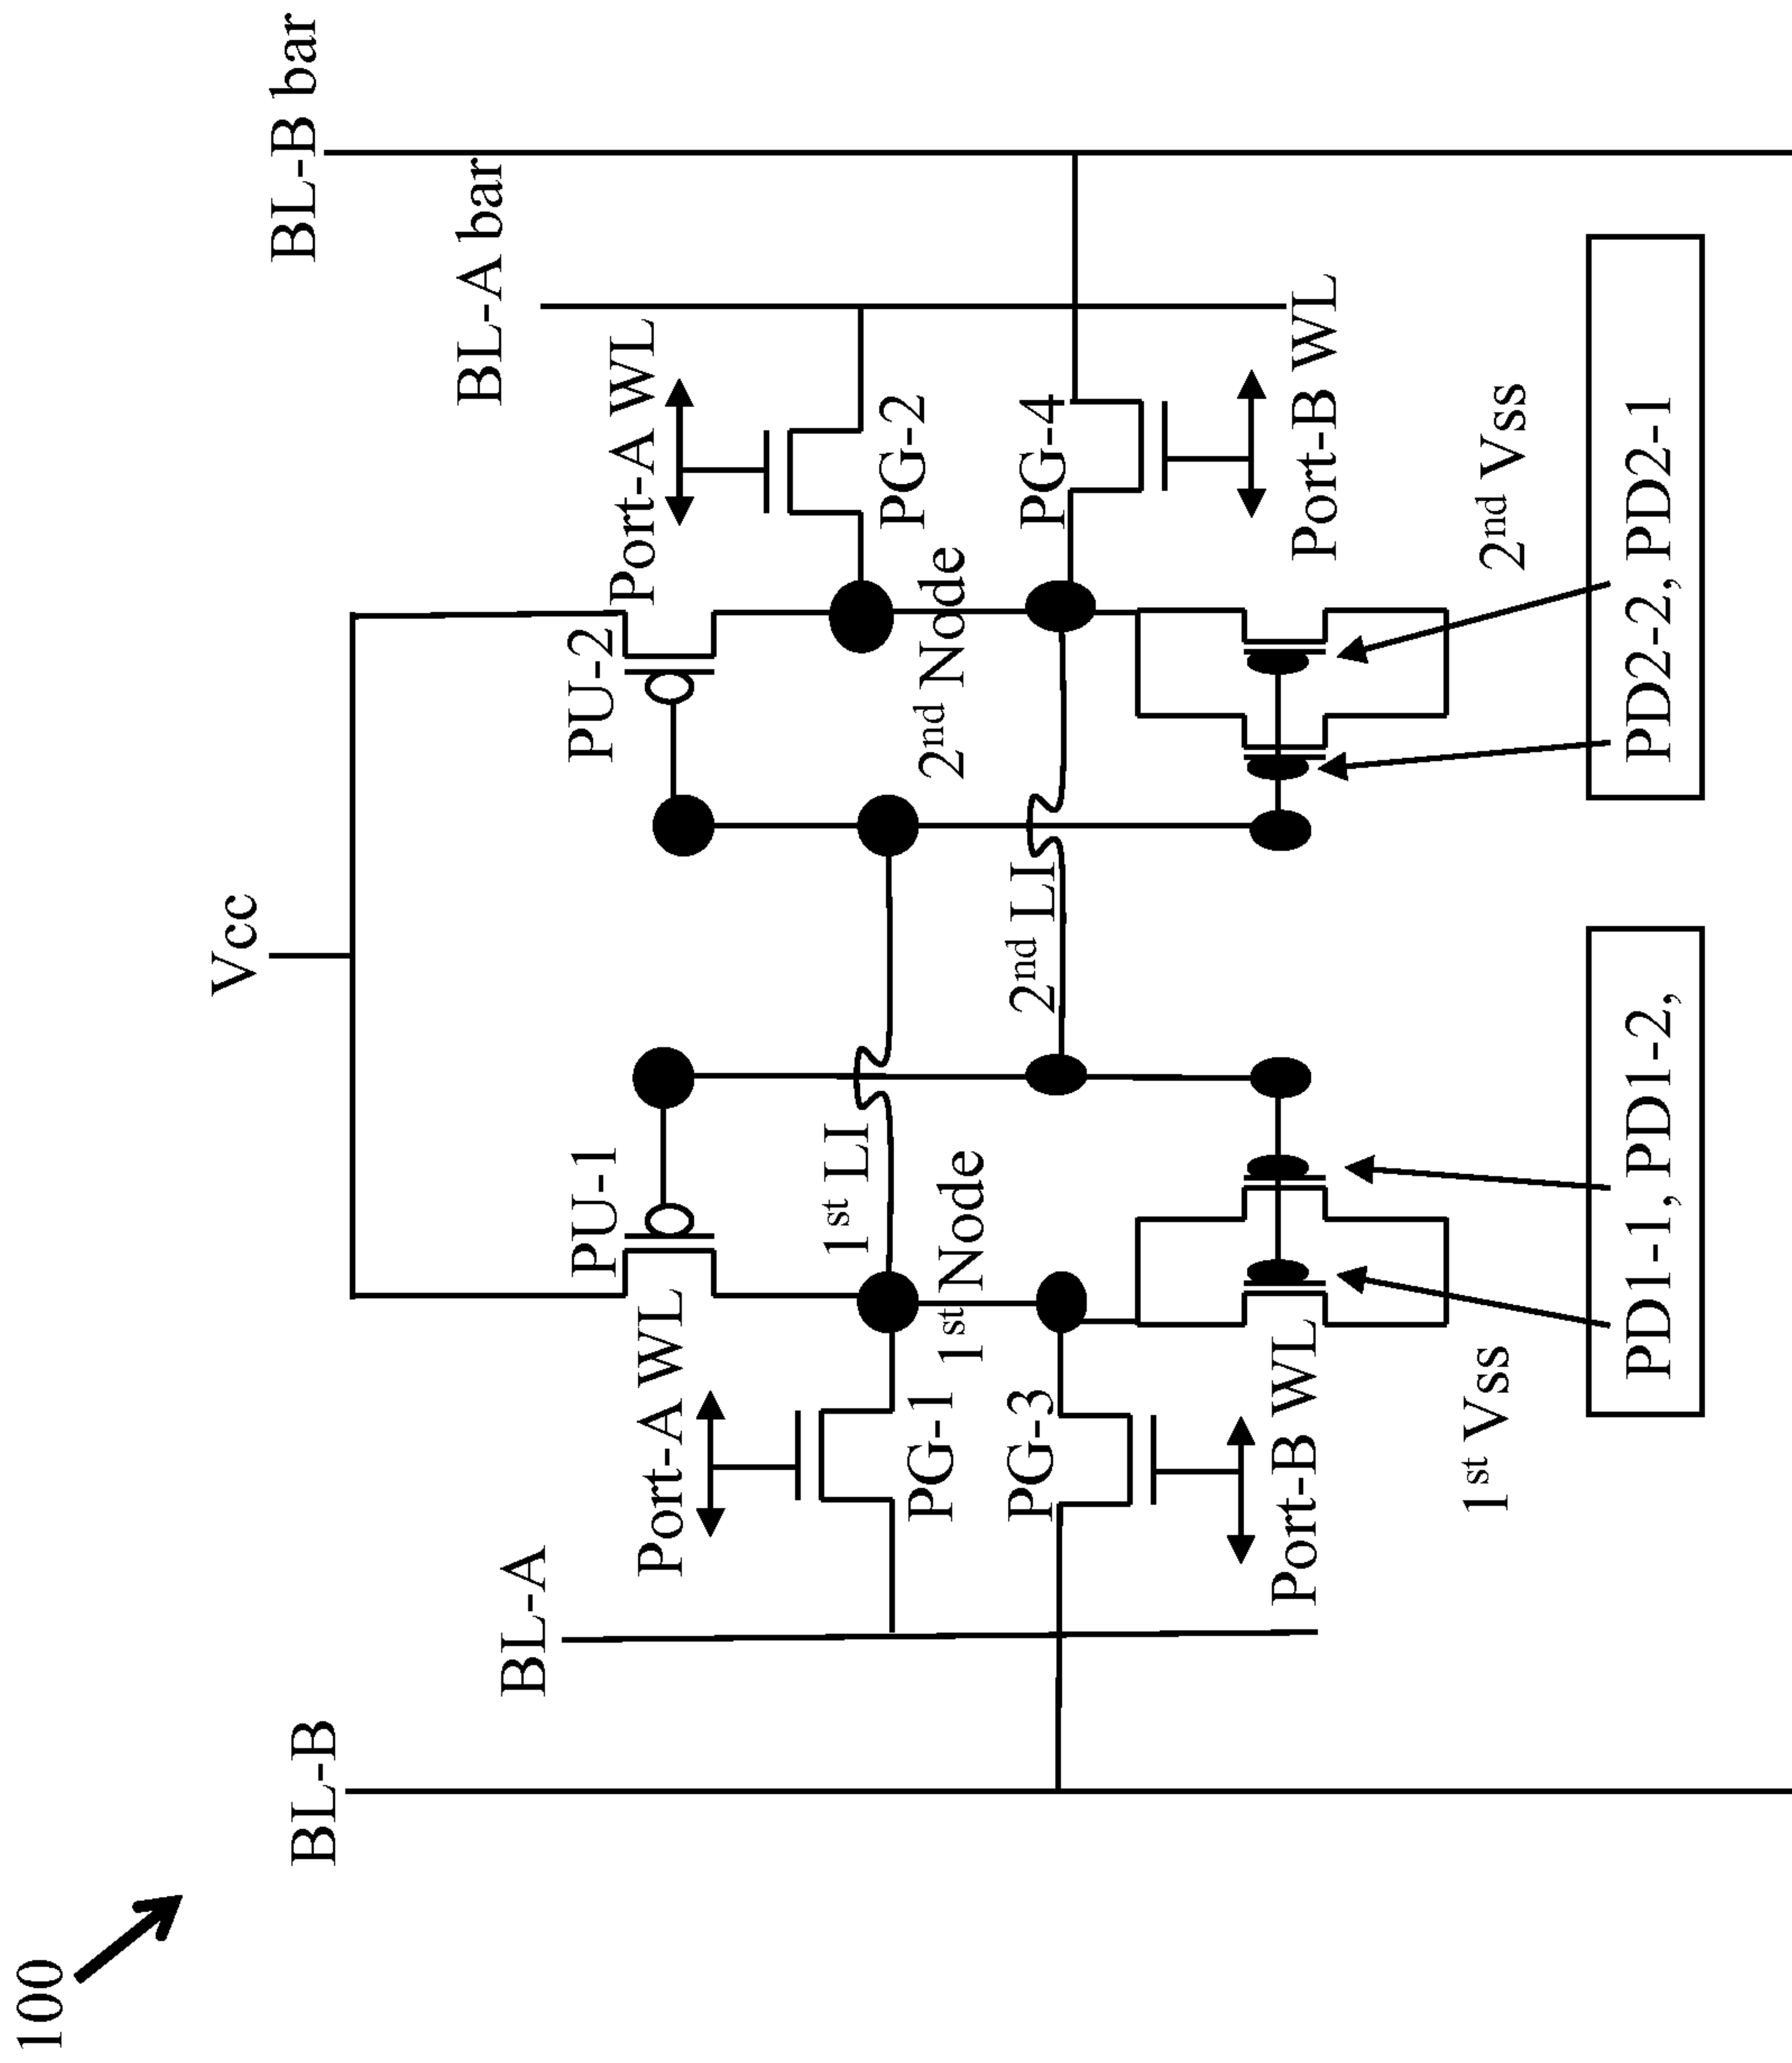 100
Vcc
BL-B
BL-B bar
BL-A
BL-A bar
PU-1
PU-2
Port-A WL
Port-A WL
1st LI
PG-1
1st Node
2nd Node
PG-2
PG-3
2nd LI
PG-4
Port-B WL
Port-B WL
1st Vss
2nd Vss
PD1-1, PD1-2,
PD2-2, PD2-1